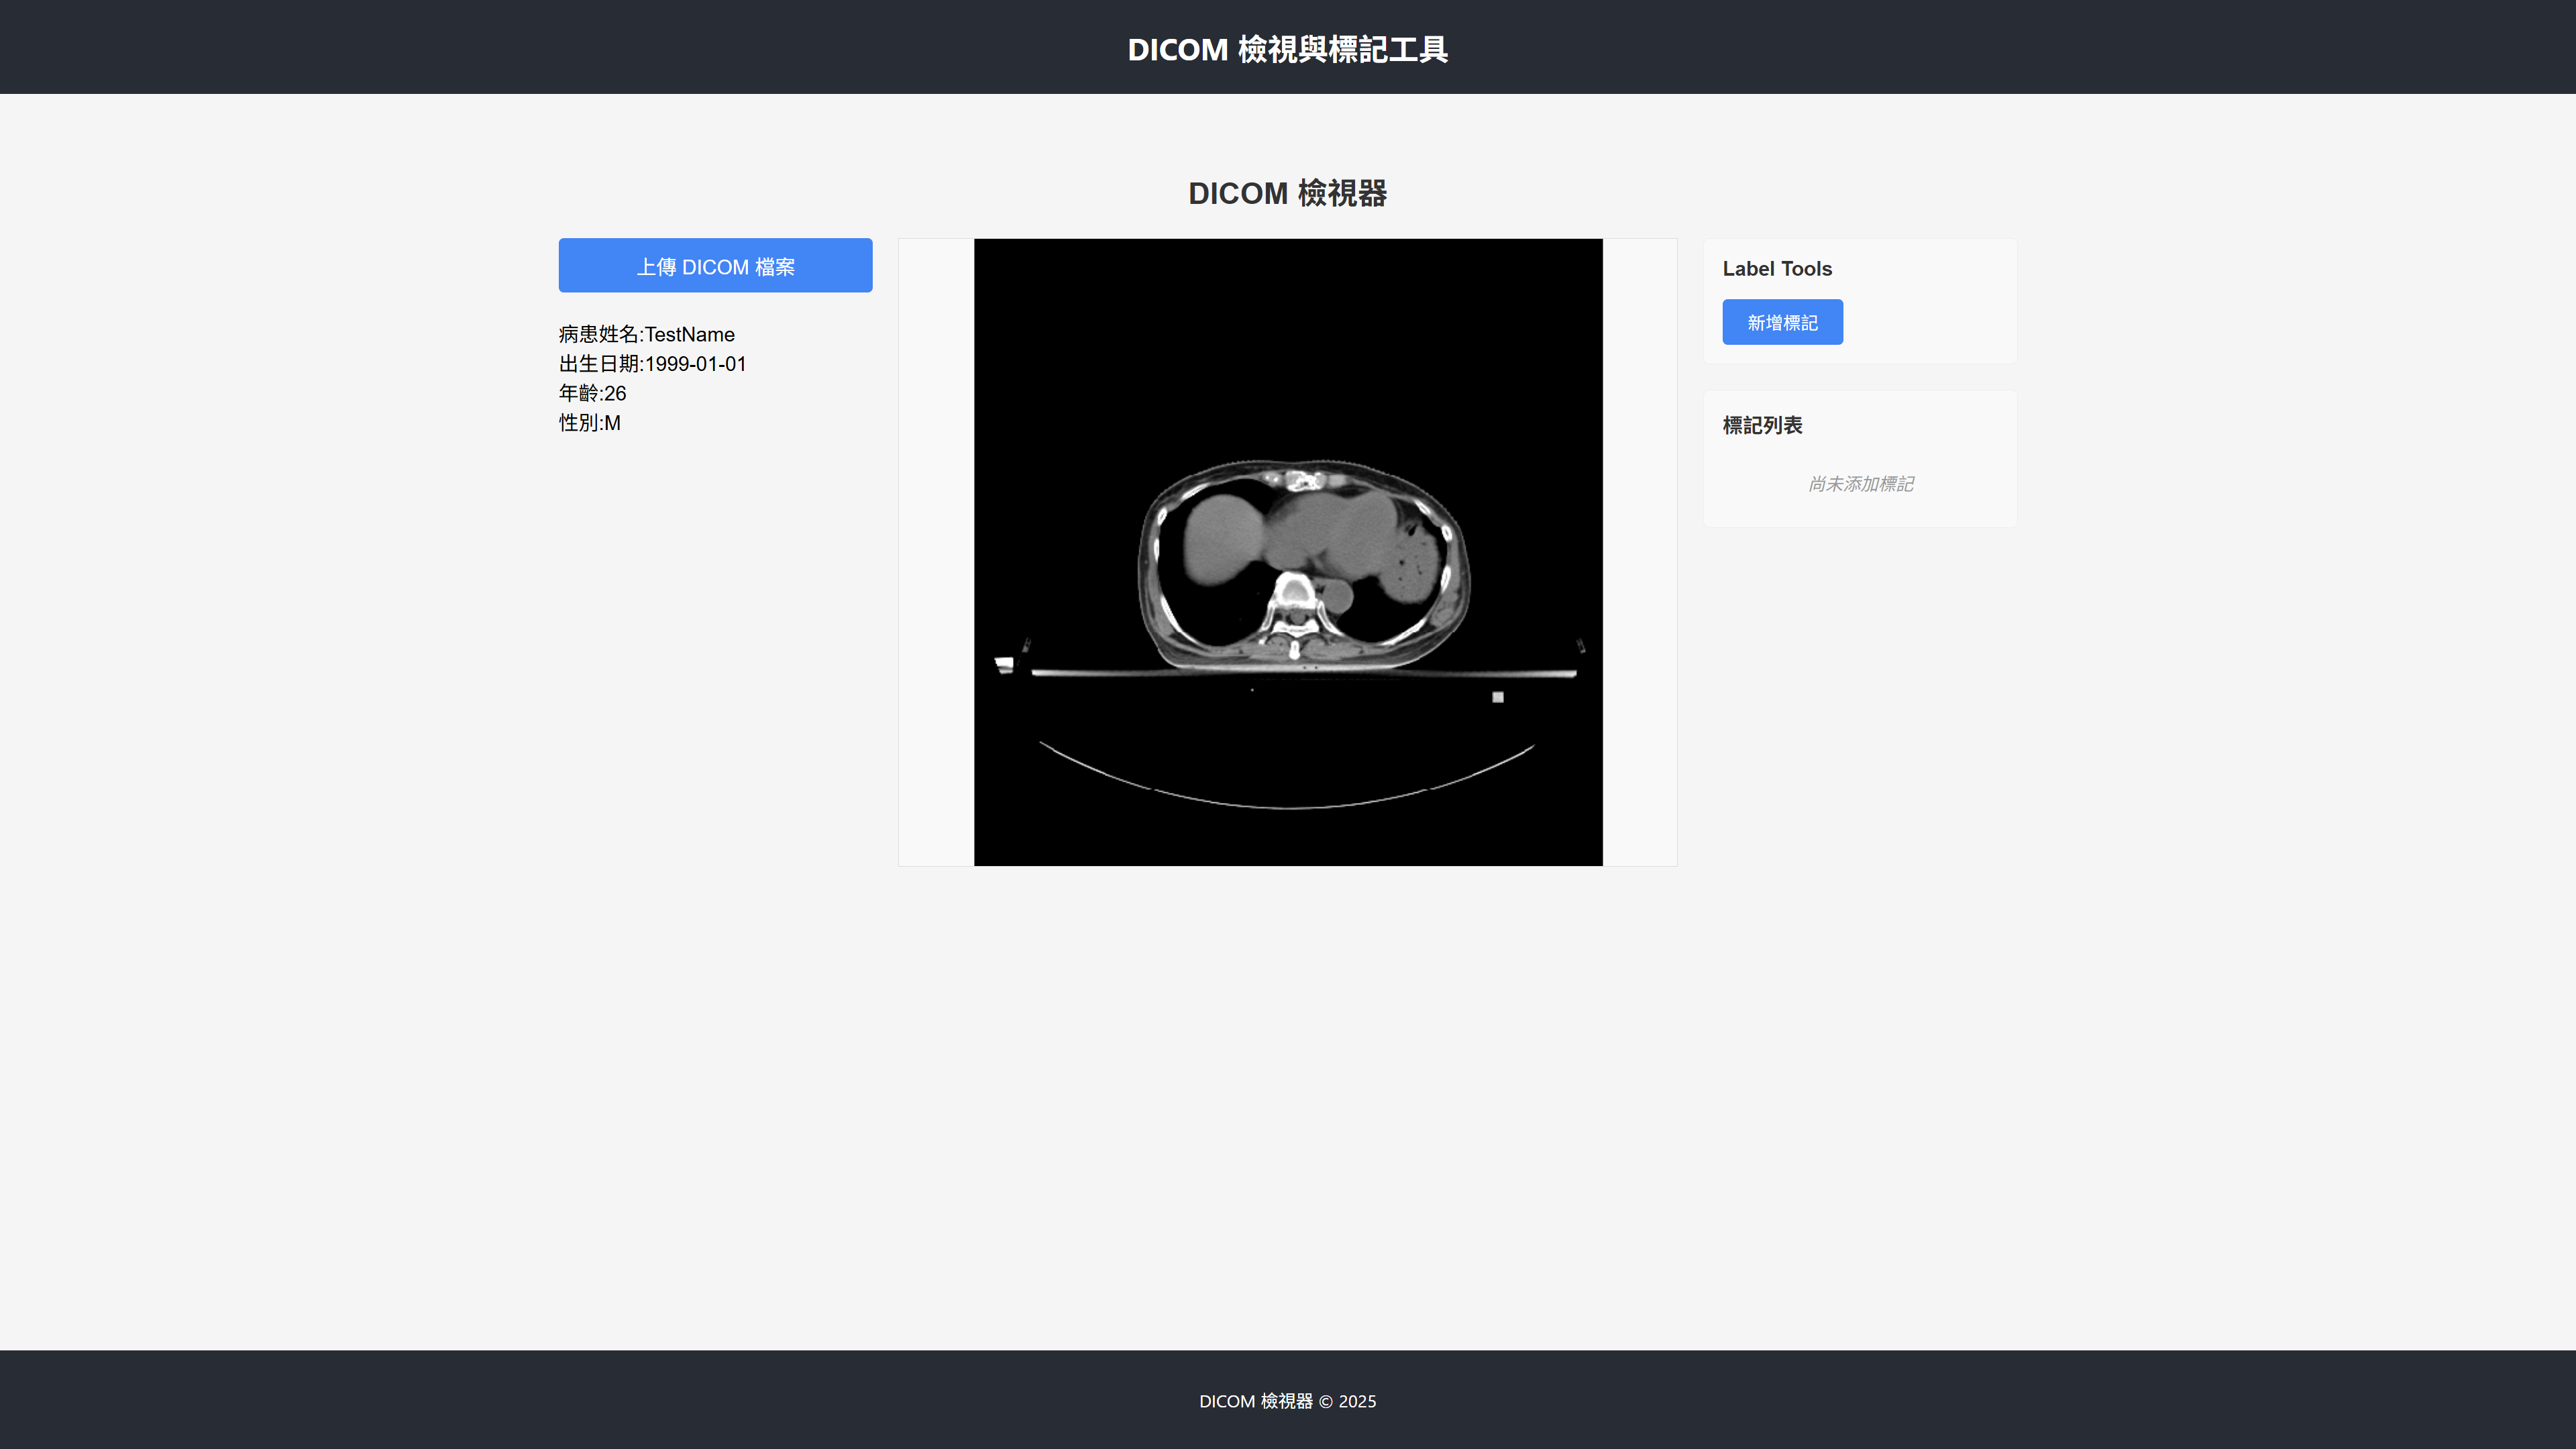 DICOM 檢視與標記工具
DICOM 檢視器
上傳 DICOM 檔案
病患姓名:TestName
出生日期:1999-01-01
年齡:26
性別:M
Label Tools
新增標記
標記列表
尚未添加標記
DICOM 檢視器 © 2025